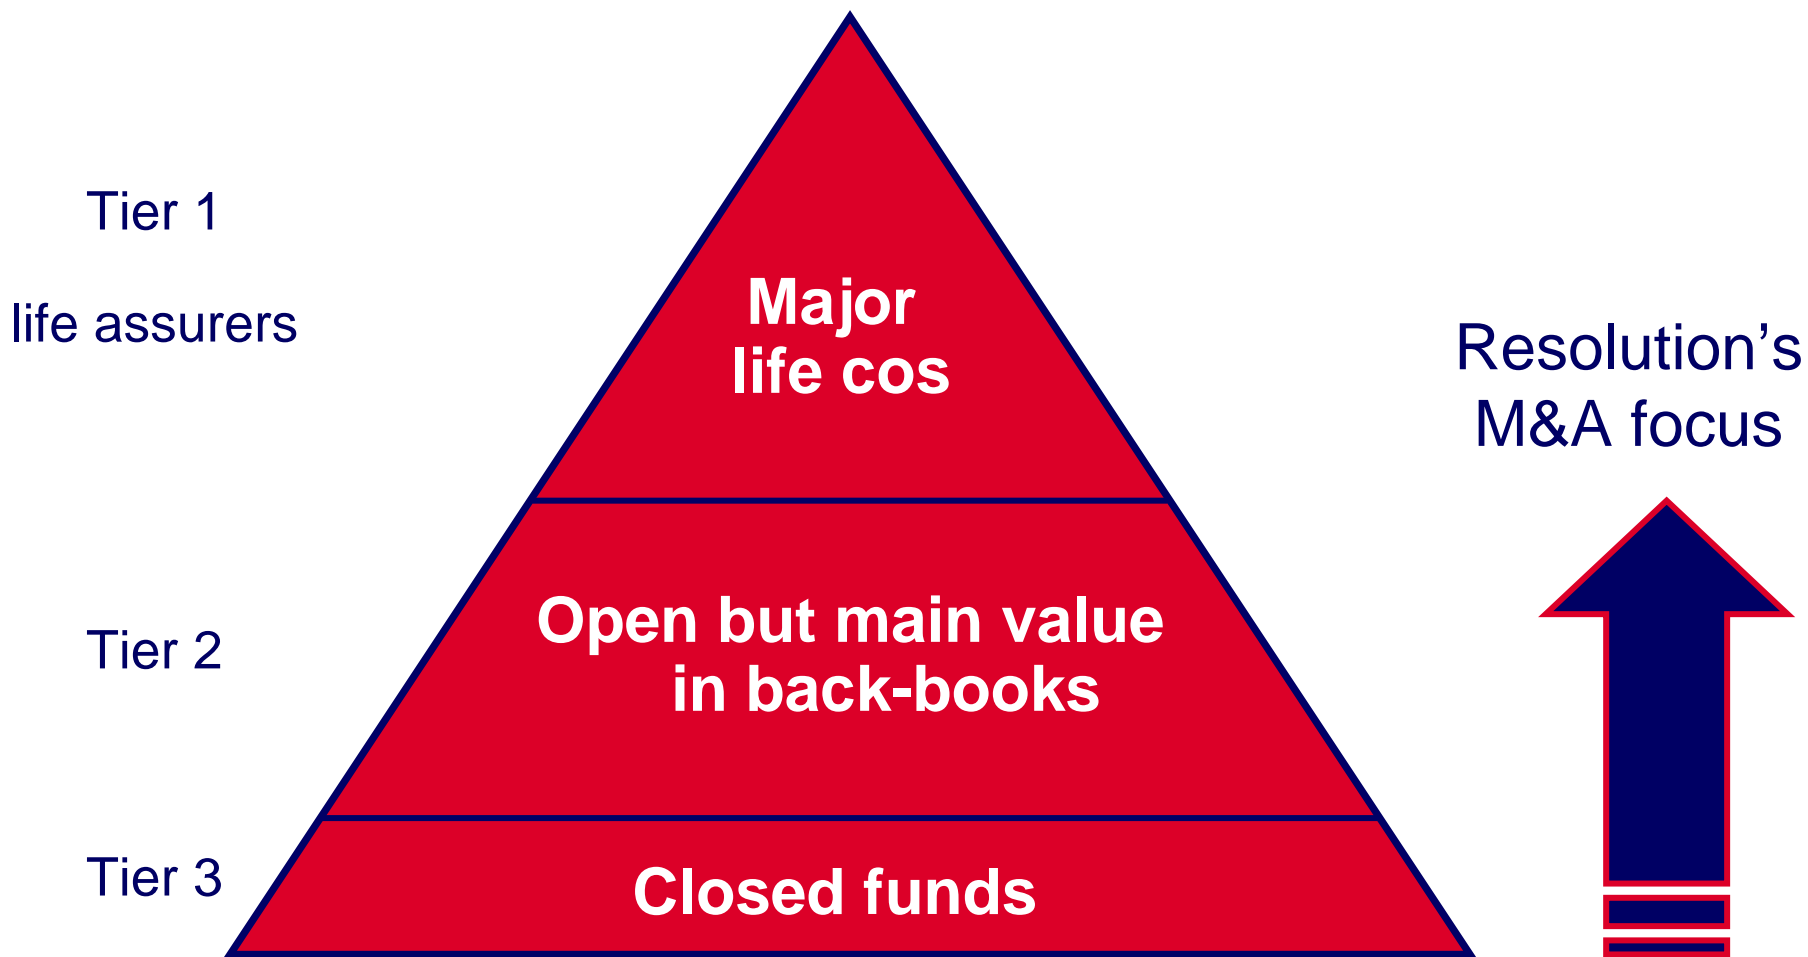 Tier 1
life assurers
Major
life cos
Resolution’s
M&A focus
Tier 2
Open but main value
in back-books
Tier 3
Closed funds